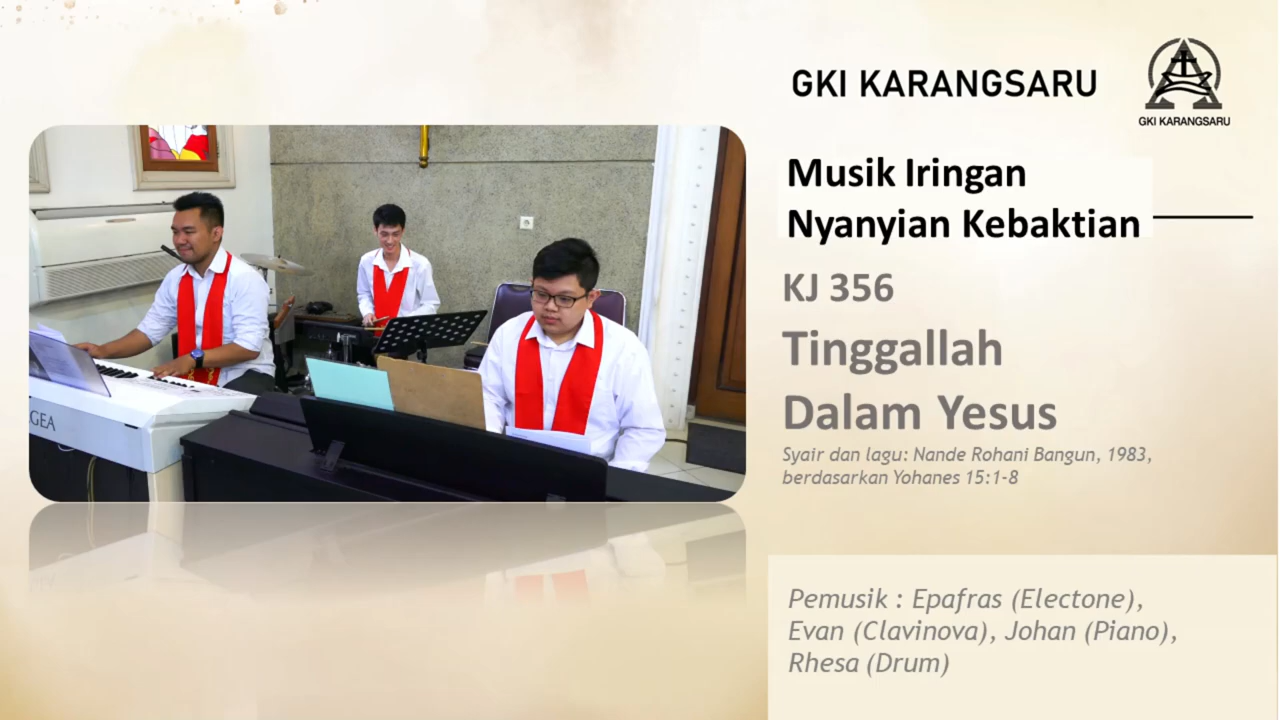 GKI KARANGSARU
GKI KARANGSARU
Musik Iringan
Nyanyian Kebaktian
KJ 356
Tinggallah
Dalam Yesus
Syair dan lagu: Nande Rohani Bangun, 1983,
berdasarkan Yohanes 15:1-8
Pemusik : Epafras (Electone),
Evan (Clavinova), Johan (Piano),
Rhesa (Drum)